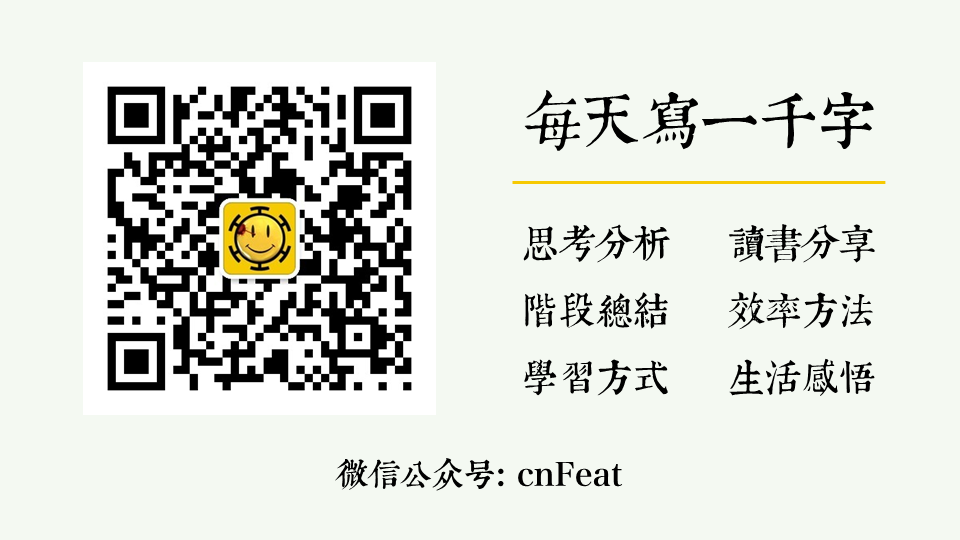 每天寫一千字
思考分析 讀書分享
階段總結 效率方法
學習方式 生活感悟
微信公众号: cnFeat